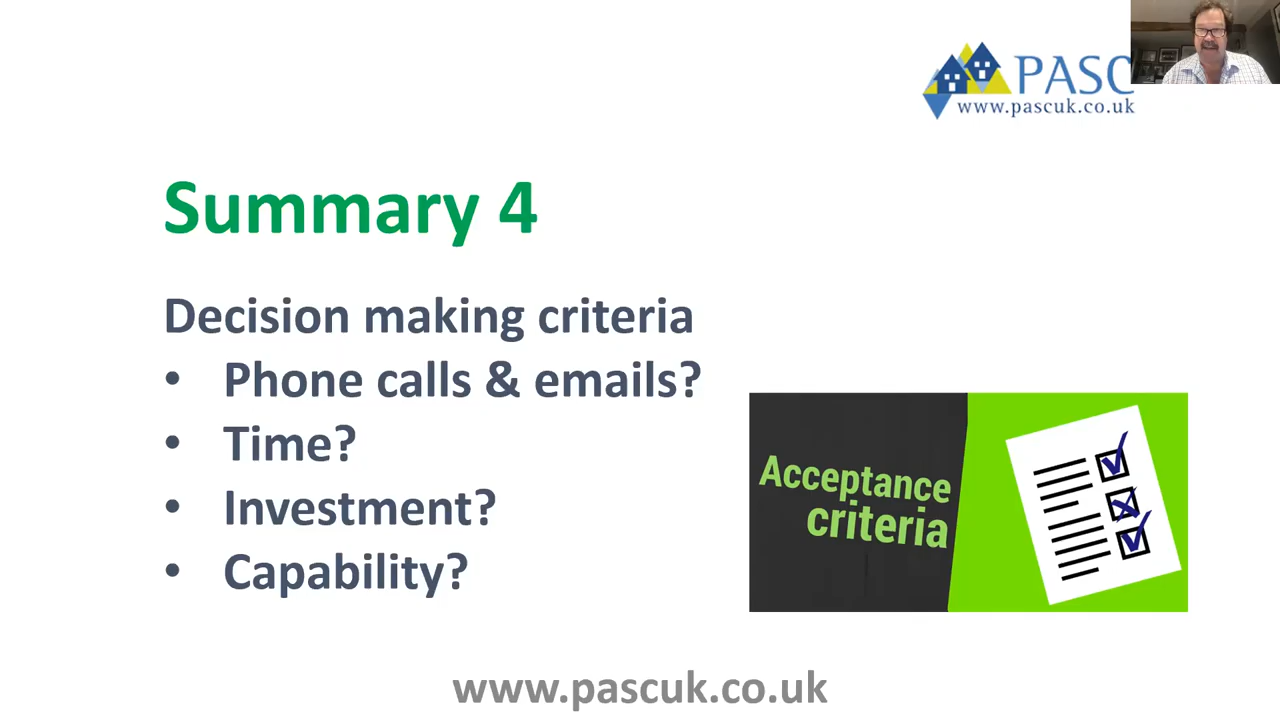 PASC
www.pascuk.co.uk
Summary 4
Decision making criteria
• Phone calls & emails?
• Time?
• Investment?
• Capability?
Acceptance
criteria
www.pascuk.co.uk